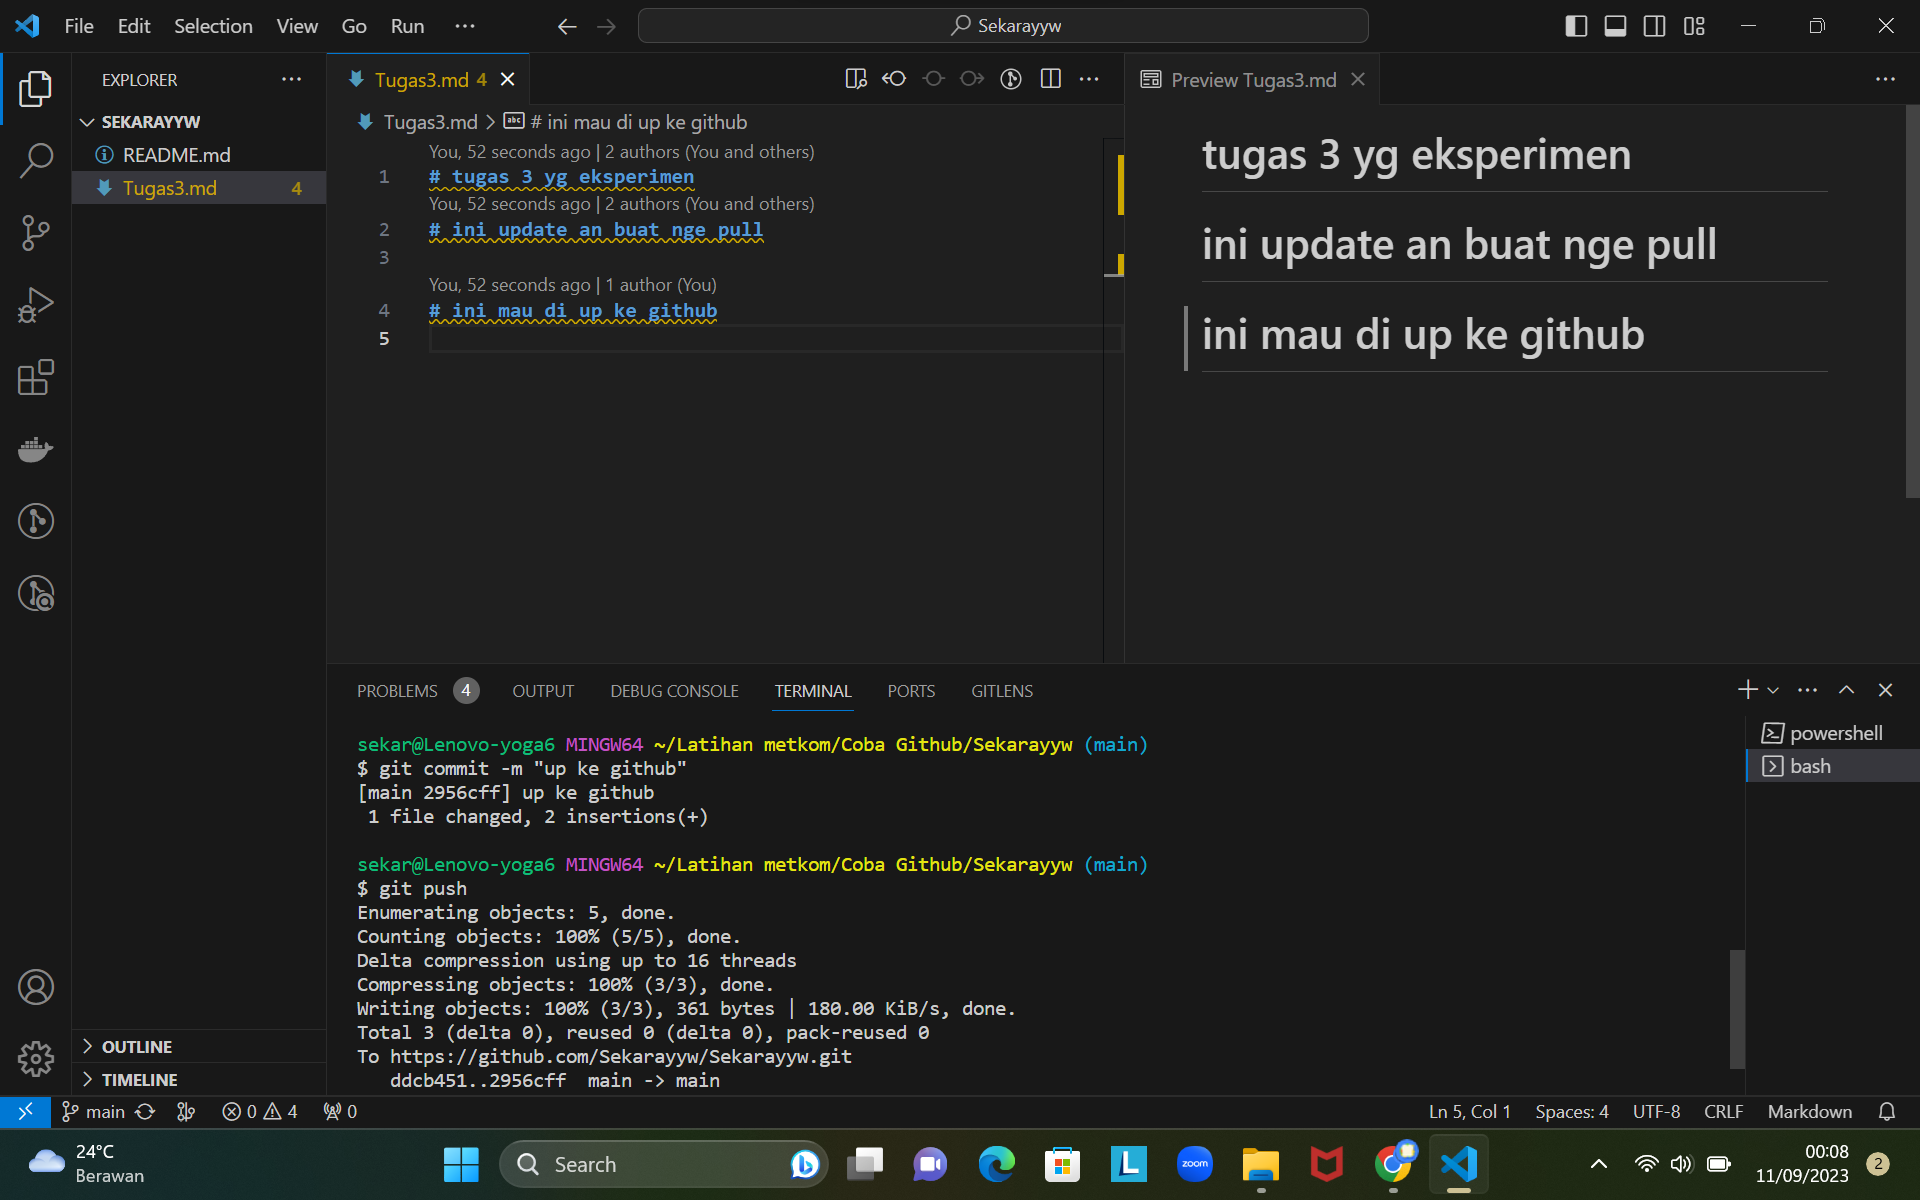 File Edit Selection View Go Run ···
Sekarayyw
EXPLORER
SEKARAYYW
README.md
Tugas3.md 4
OUTLINE
TIMELINE
Tugas3.md 4
Tugas3.md > # ini mau di up ke github
You, 52 seconds ago | 2 authors (You and others)
1 # tugas 3 yg eksperimen
You, 52 seconds ago | 2 authors (You and others)
2 # ini update an buat nge pull
3
You, 52 seconds ago | 1 author (You)
4 # ini mau di up ke github
5
Preview Tugas3.md
tugas 3 yg eksperimen
ini update an buat nge pull
ini mau di up ke github
PROBLEMS 4 OUTPUT DEBUG CONSOLE TERMINAL PORTS GITLENS
powershell
bash
sekar@Lenovo-yoga6 MINGW64 ~/Latihan metkom/Coba Github/Sekarayyw (main)
$ git commit -m "up ke github"
[main 2956cff] up ke github
1 file changed, 2 insertions(+)
sekar@Lenovo-yoga6 MINGW64 ~/Latihan metkom/Coba Github/Sekarayyw (main)
$ git push
Enumerating objects: 5, done.
Counting objects: 100% (5/5), done.
Delta compression using up to 16 threads
Compressing objects: 100% (3/3), done.
Writing objects: 100% (3/3), 361 bytes | 180.00 KiB/s, done.
Total 3 (delta 0), reused 0 (delta 0), pack-reused 0
To https://github.com/Sekarayyw/Sekarayyw.git
ddcb451..2956cff main -> main
main 0 4 0 Ln 5, Col 1 Spaces: 4 UTF-8 CRLF Markdown
24°C
Berawan
Search
zoom
00:08
11/09/2023
2